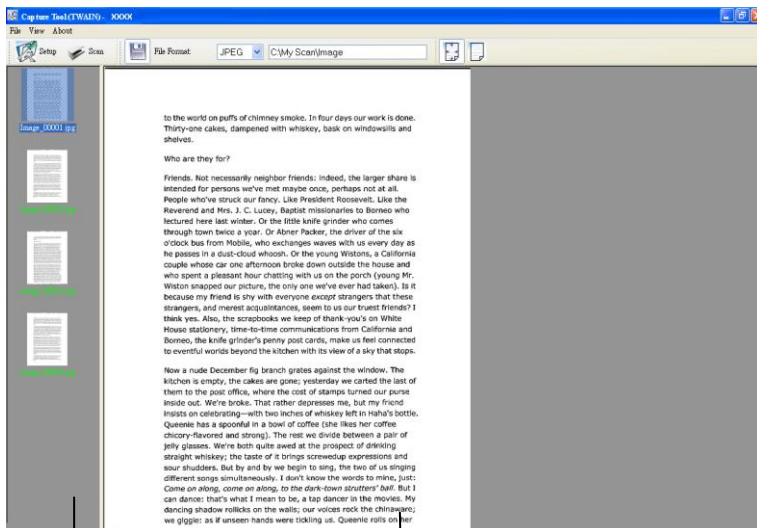 Capture Tool(TWAIN) - XXXX
File View About
Setup Scan File Format JPEG C:\My Scan\Image
Image_00001.jpg
to the world on puffs of chimney smoke. In four days our work is done.
Thirty-one cakes, dampened with whiskey, bask on windowsills and
shelves.
Who are they for?
Friends. Not necessarily neighbor friends: indeed, the larger share is
intended for persons we've met maybe once, perhaps not at all.
People who've struck our fancy. Like President Roosevelt. Like the
Reverend and Mrs. J. C. Lucey, Baptist missionaries to Borneo who
lectured here last winter. Or the little knife grinder who comes
through town twice a year. Or Abner Packer, the driver of the six
o'clock bus from Mobile, who exchanges waves with us every day as
he passes in a dust-cloud whoosh. Or the young Wistons, a California
couple whose car one afternoon broke down outside the house and
who spent a pleasant hour chatting with us on the porch (young Mr.
Wiston snapped our picture, the only one we've ever had taken). Is it
because my friend is shy with everyone except strangers that these
strangers, and merest acquaintances, seem to us our truest friends? I
think yes. Also, the scrapbooks we keep of thank-you's on White
House stationery, time-to-time communications from California and
Borneo, the knife grinder's penny post cards, make us feel connected
to eventful worlds beyond the kitchen with its view of a sky that stops.
Now a nude December fig branch grates against the window. The
kitchen is empty, the cakes are gone; yesterday we carted the last of
them to the post office, where the cost of stamps turned our purse
inside out. We're broke. That rather depresses me, but my friend
insists on celebrating—with two inches of whiskey left in Haha's bottle.
Queenie has a spoonful in a bowl of coffee (she likes her coffee
chicory-flavored and strong). The rest we divide between a pair of
jelly glasses. We're both quite awed at the prospect of drinking
straight whiskey; the taste of it brings screwedup expressions and
sour shudders. But by and by we begin to sing, the two of us singing
different songs simultaneously. I don't know the words to mine, just:
Come on along, come on along, to the dark-town strutters' ball. But I
can dance: that's what I mean to be, a tap dancer in the movies. My
dancing shadow rollicks on the walls; our voices rock the chinaware;
we giggle: as if unseen hands were tickling us. Queenie rolls on her